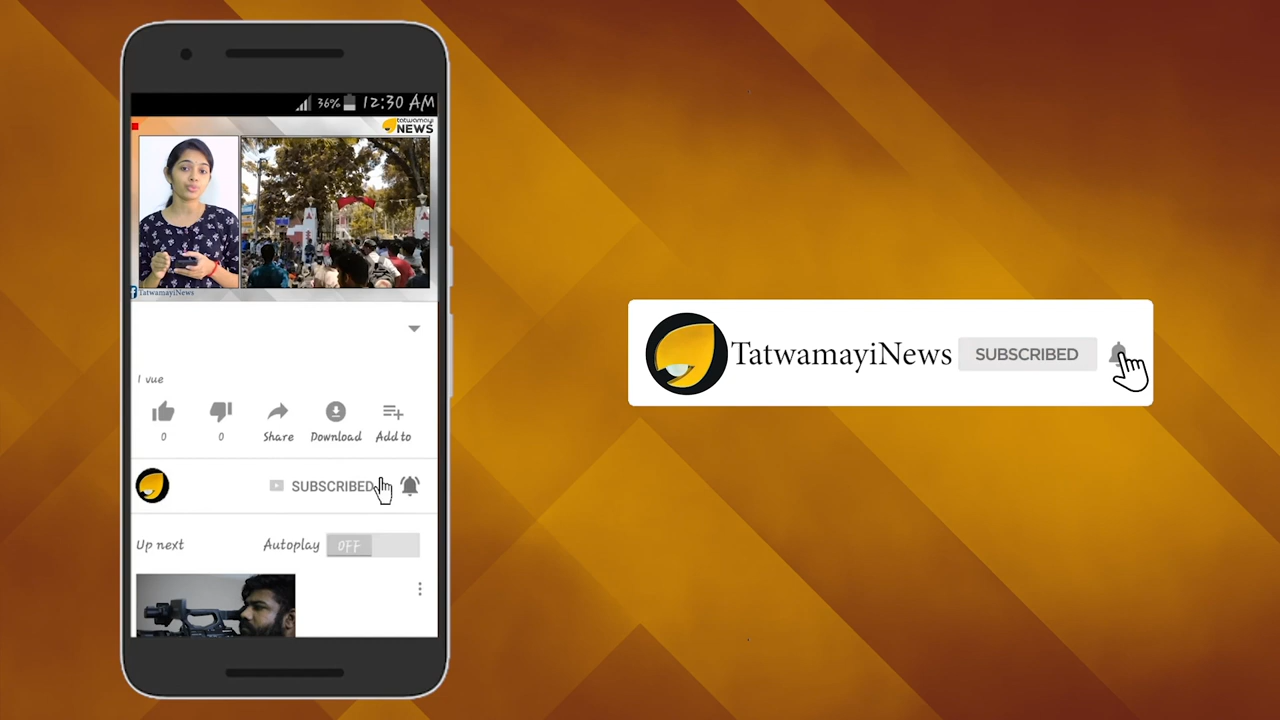 36% 12:30 AM
tatwamayi
NEWS
TatwamayiNews
1 vue
0 0 Share Download Add to
SUBSCRIBED
Up next Autoplay OFF
TatwamayiNews SUBSCRIBED